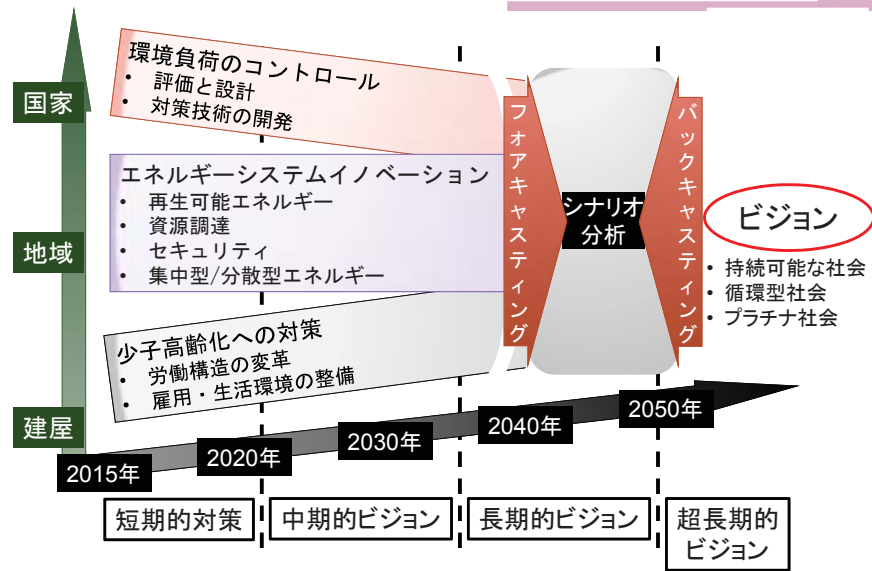 国家
地域
建屋
環境負荷のコントロール
• 評価と設計
• 対策技術の開発
エネルギーシステムイノベーション
• 再生可能エネルギー
• 資源調達
• セキュリティ
• 集中型/分散型エネルギー
少子高齢化への対策
• 労働構造の変革
• 雇用・生活環境の整備
フォアキャスティング
シナリオ
分析
バックキャスティング
ビジョン
• 持続可能な社会
• 循環型社会
• プラチナ社会
2015年
2020年
2030年
2040年
2050年
短期的対策
中期的ビジョン
長期的ビジョン
超長期的
ビジョン